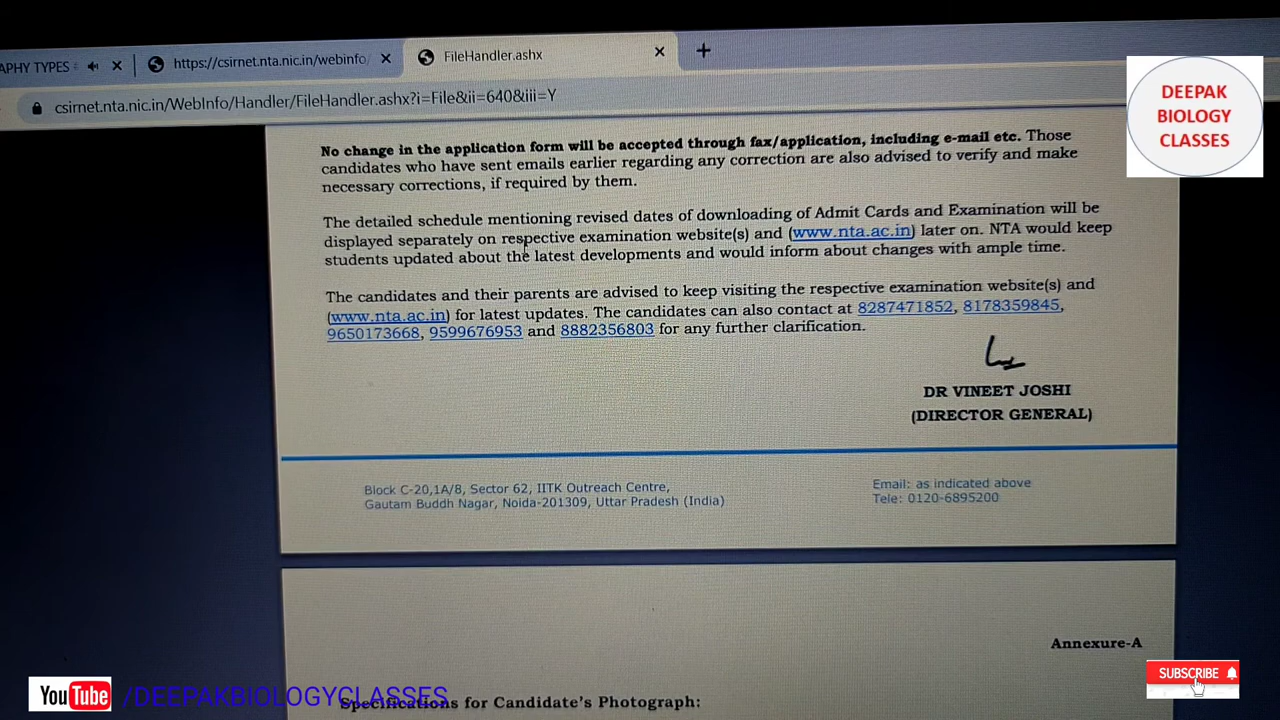 APHY TYPES
https://csirnet.nta.nic.in/webinfo/
FileHandler.ashx
csirnet.nta.nic.in/WebInfo/Handler/FileHandler.ashx?i=File&ii=640&iii=Y
DEEPAK
BIOLOGY
CLASSES
No change in the application form will be accepted through fax/application, including e-mail etc. Those
candidates who have sent emails earlier regarding any correction are also advised to verify and make
necessary corrections, if required by them.
The detailed schedule mentioning revised dates of downloading of Admit Cards and Examination will be
displayed separately on respective examination website(s) and (www.nta.ac.in) later on. NTA would keep
students updated about the latest developments and would inform about changes with ample time.
The candidates and their parents are advised to keep visiting the respective examination website(s) and
(www.nta.ac.in) for latest updates. The candidates can also contact at 8287471852, 8178359845,
9650173668, 9599676953 and 8882356803 for any further clarification.
DR VINEET JOSHI
(DIRECTOR GENERAL)
Block C-20,1A/8, Sector 62, IITK Outreach Centre,
Gautam Buddh Nagar, Noida-201309, Uttar Pradesh (India)
Email: as indicated above
Tele: 0120-6895200
Annexure-A
SUBSCRIBE
YouTube /DEEPAKBIOLOGYCLASSES
Specifications for Candidate's Photograph: